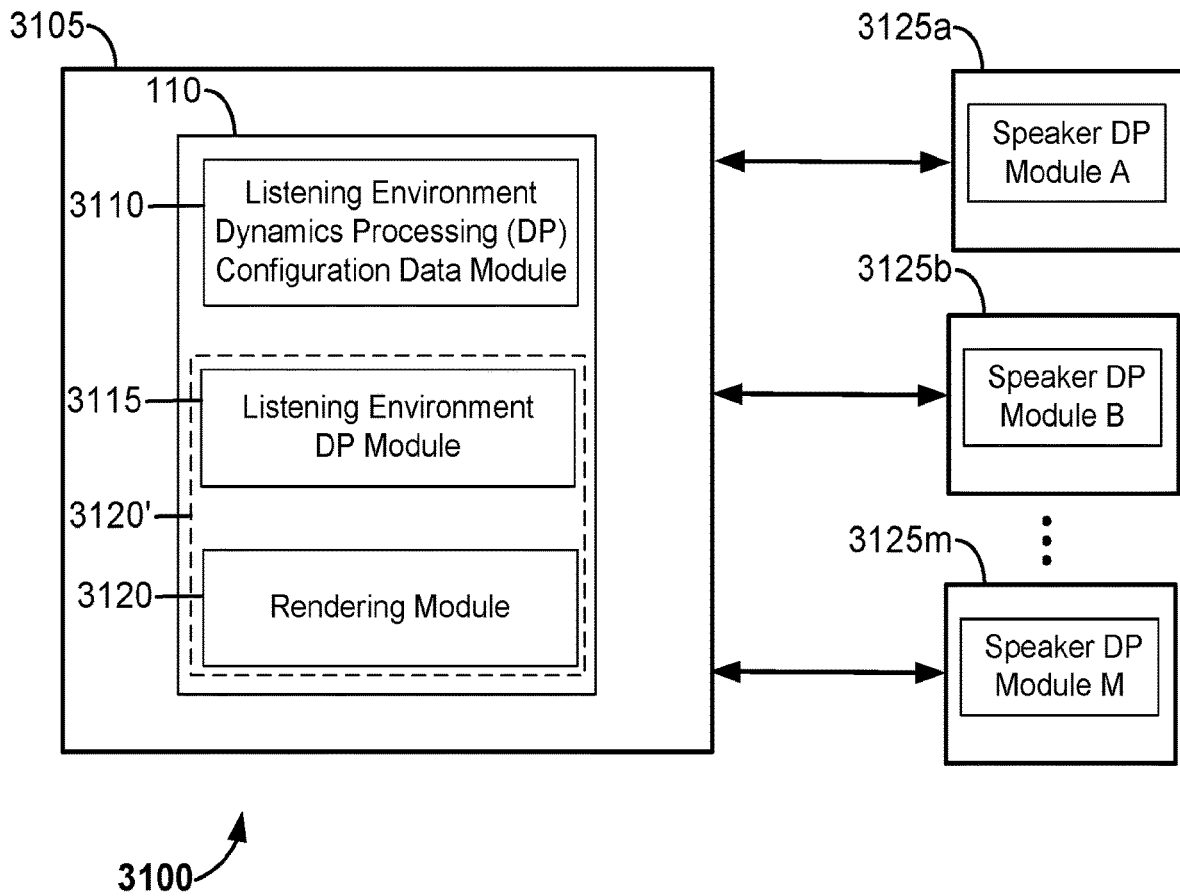 3105
3125a
110
Speaker DP
Module A
3110
Listening Environment
Dynamics Processing (DP)
Configuration Data Module
3125b
Speaker DP
Module B
3115
Listening Environment
DP Module
3120'
3125m
3120
Rendering Module
Speaker DP
Module M
3100